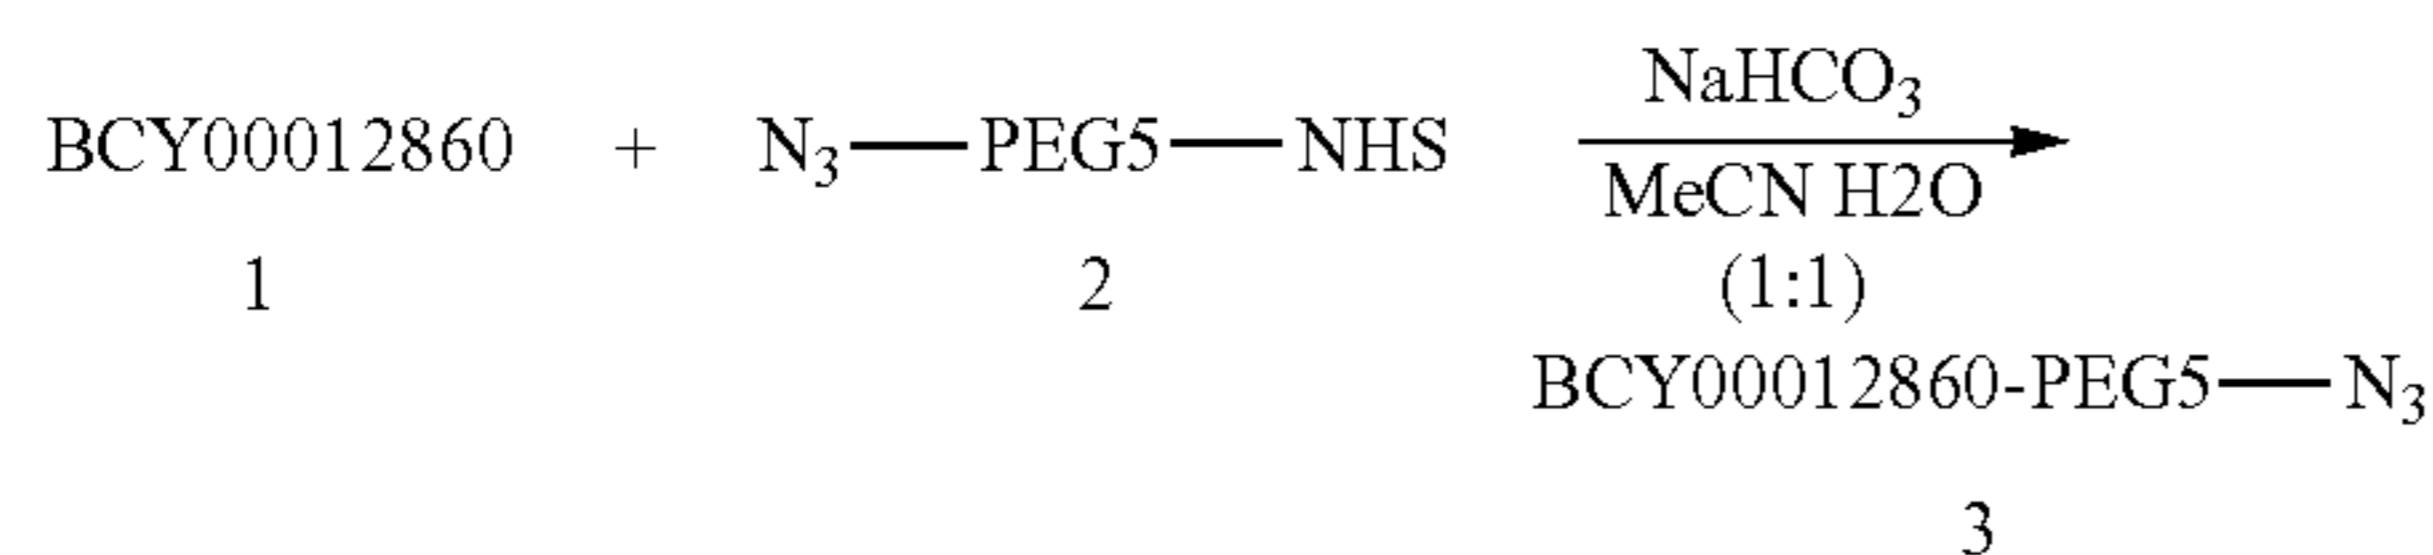 NaHCO3
BCY00012860 + N3—PEG5—NHS
MeCN H2O
1 2 (1:1)
BCY00012860-PEG5—N3
3